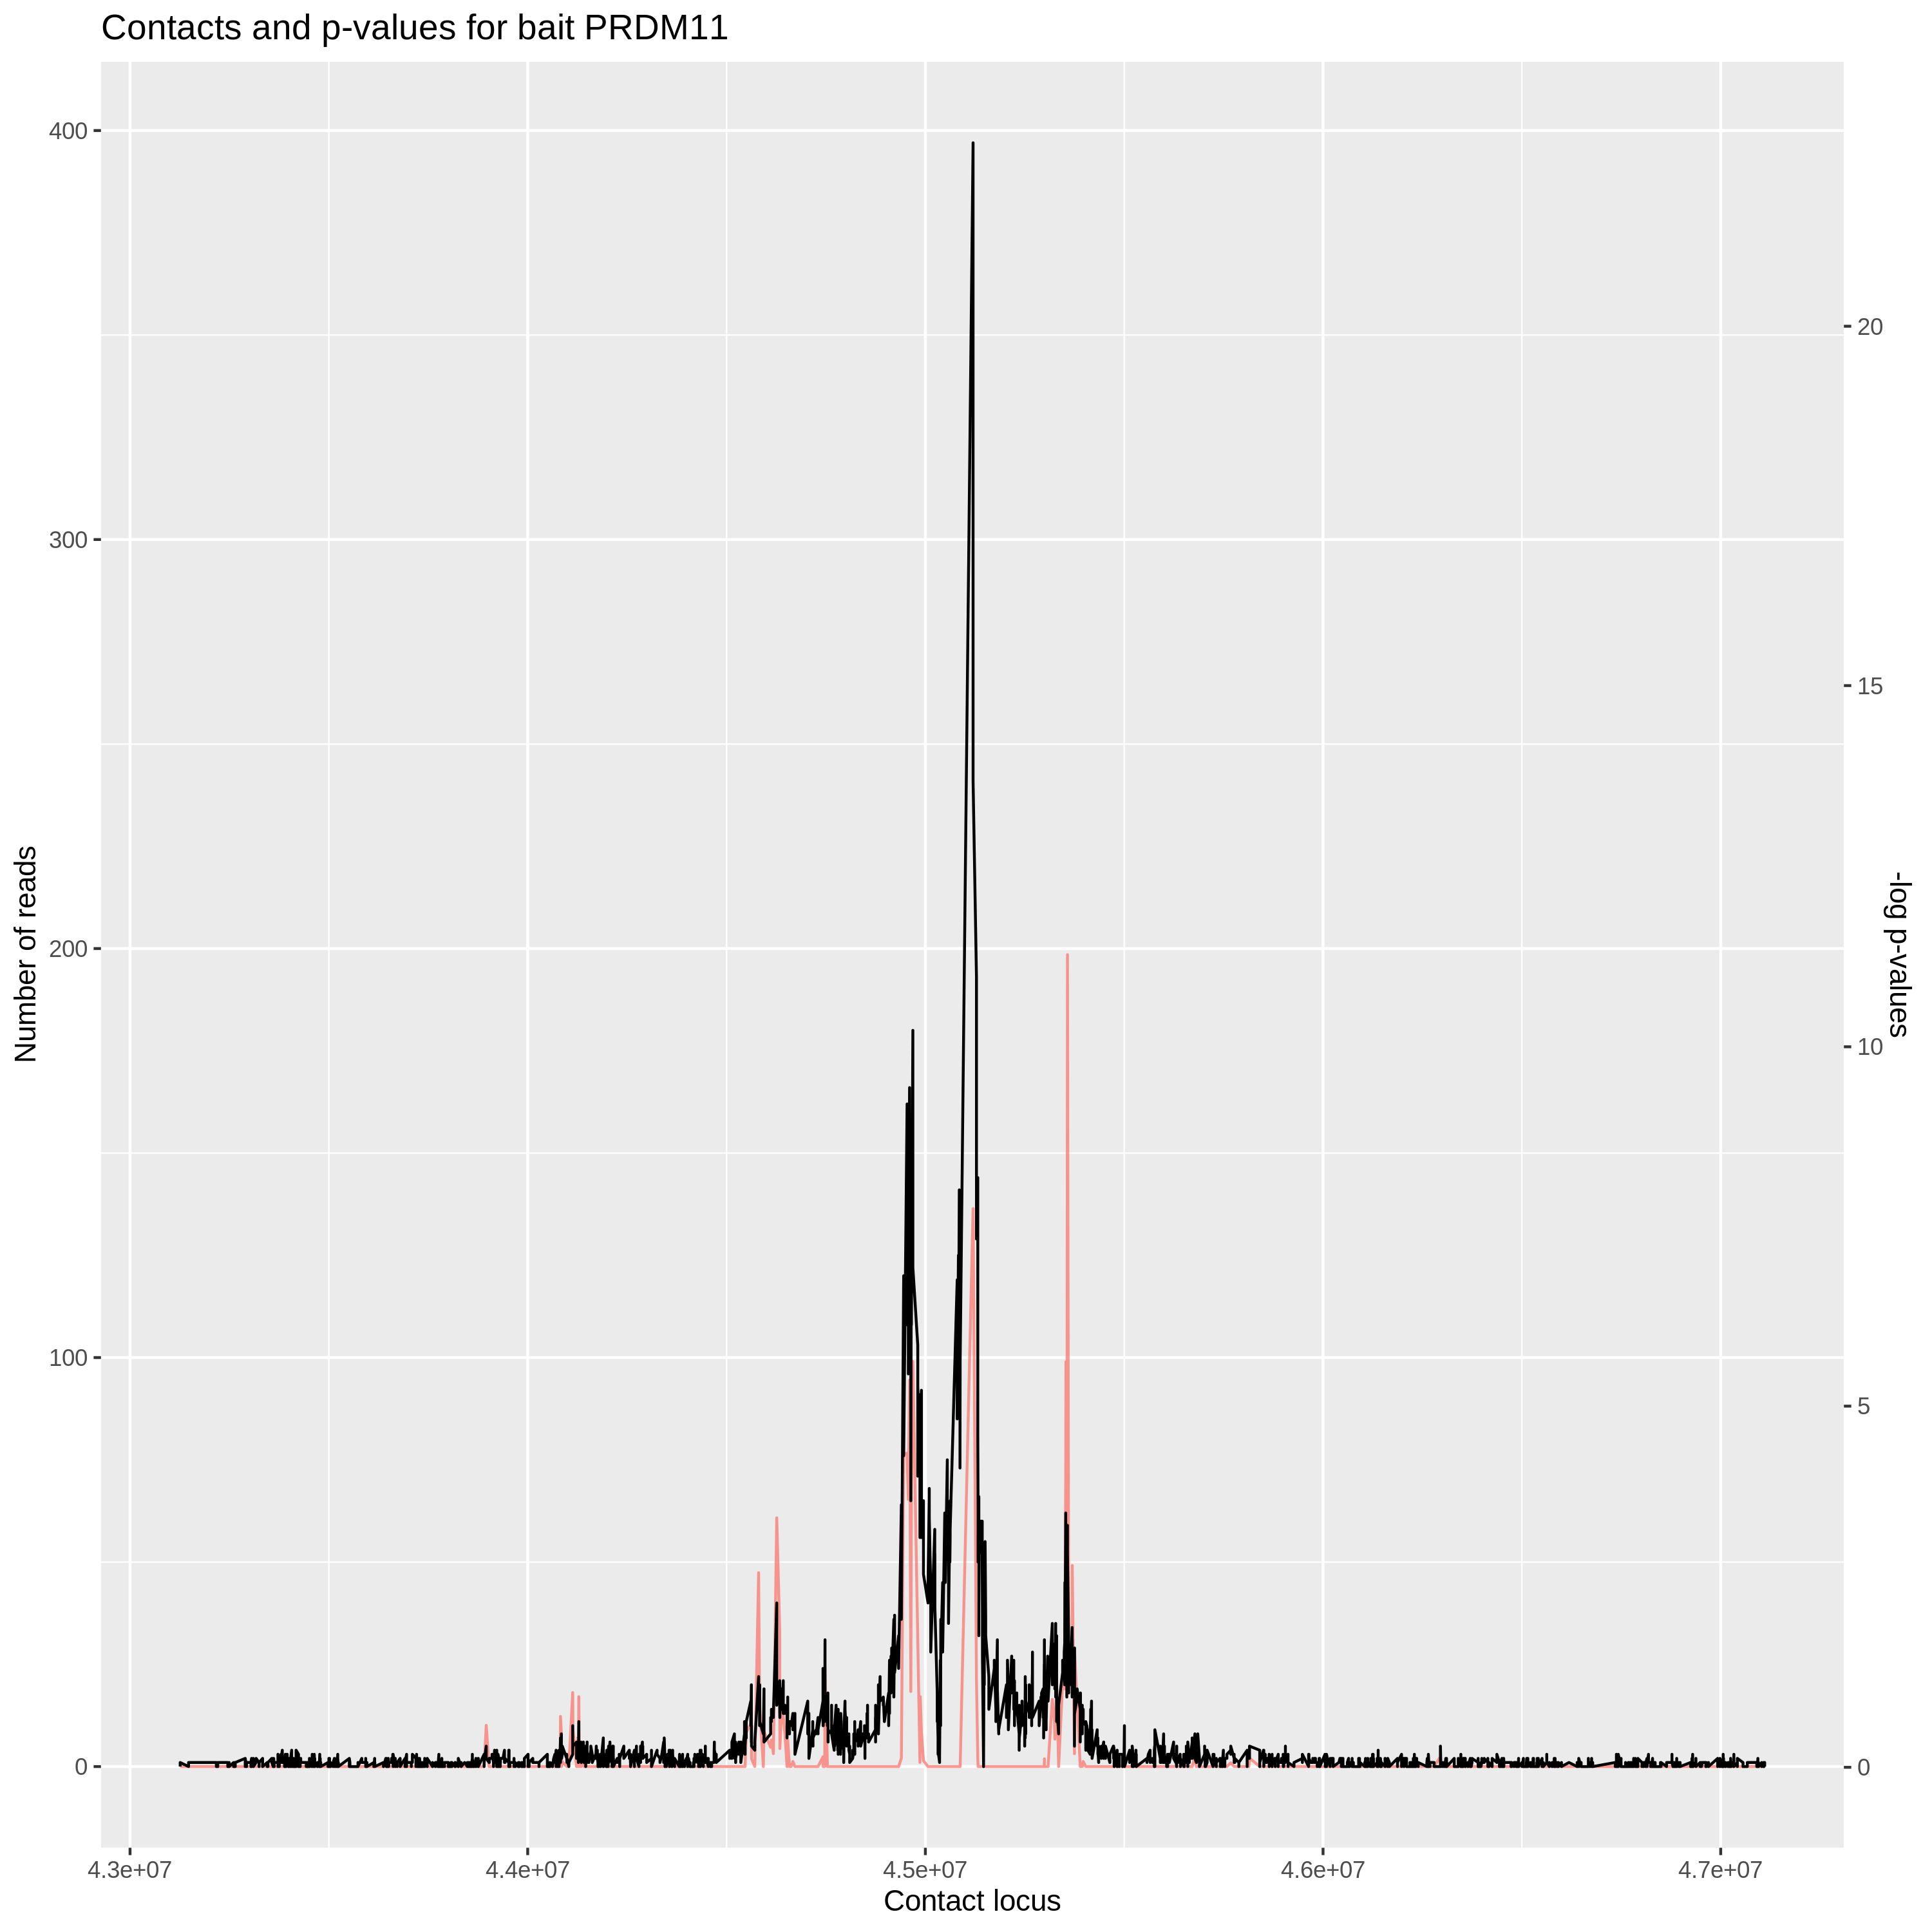 Contacts and p-values for bait PRDM11
400
300
200
100
0
Number of reads
20
15
10
5
0
-log p-values
4.3e+07 4.4e+07 4.5e+07 4.6e+07 4.7e+07
Contact locus